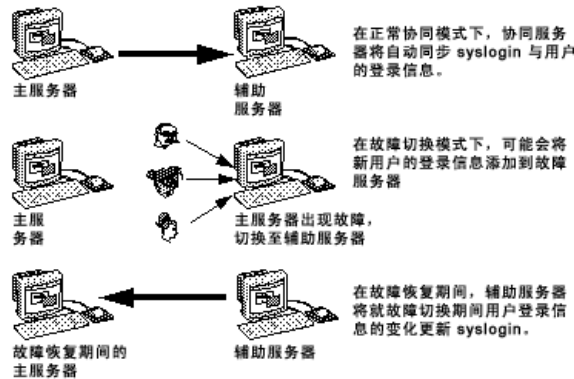 主服务器
辅助
服务器
在正常协同模式下，协同服务
器将自动同步 syslogin 与用户
的登录信息。
主服
务器
主服务器出现故障，
切换至辅助服务器
在故障切换模式下，可能会将
新用户的登录信息添加到故障
服务器
故障恢复期间的
主服务器
辅助服务器
在故障恢复期间，辅助服务器
将就故障切换期间用户登录信
息的变化更新 syslogin。